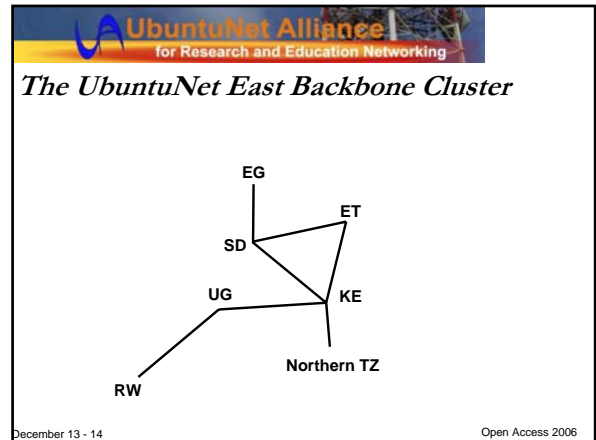 UbuntuNet Alliance
for Research and Education Networking
The UbuntuNet East Backbone Cluster
EG
ET
SD
UG
KE
Northern TZ
RW
December 13 - 14
Open Access 2006